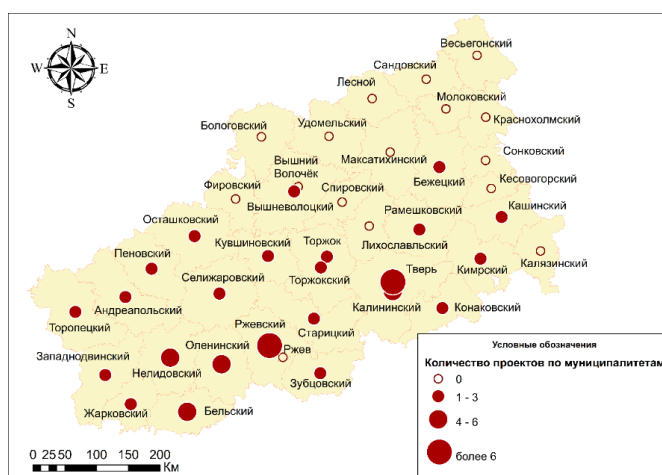 N
W E
S
Весьегонский
Сандовский
Лесной
Молоковский
Краснохолмский
Бологовский
Удомельский
Максатихинский
Сонковский
Вышний
Волочёк
Бежецкий
Кесовогорский
Фировский
Спировский
Вышневолоцкий
Рамешковский
Кашинский
Осташковский
Кувшиновский
Торжок
Лихославльский
Калязинский
Пеновский
Торжокский
Тверь
Кимрский
Селижаровский
Андреапольский
Калининский
Конаковский
Торопецкий
Старицкий
Ржевский
Западнодвинский
Оленинский
Ржев
Нелидовский
Зубцовский
Жарковский
Бельский
Условные обозначения
Количество проектов по муниципалитетам
0
1 - 3
4 - 6
более 6
0 25 50 100 150 200
Км